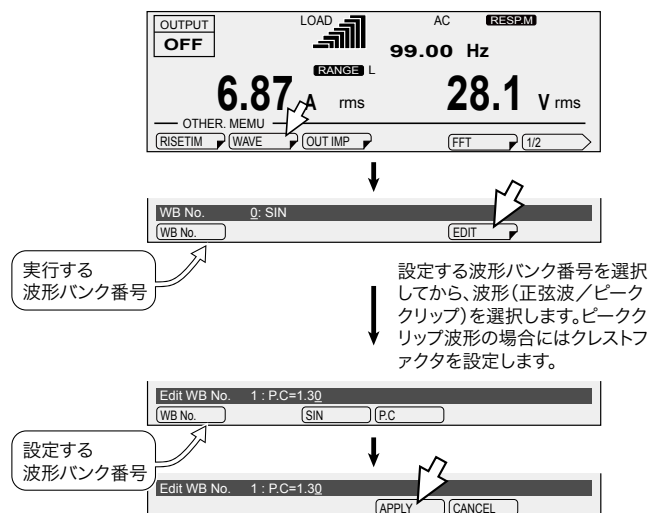 OUTPUT
OFF
LOAD
AC
RESP.M
99.00 Hz
RANGE L
6.87 A rms
28.1 V rms
OTHER. MEMU
RISETIM
WAVE
OUT IMP
FFT
1/2
WB No. 0: SIN
WB No.
EDIT
実行する
波形バンク番号
設定する波形バンク番号を選択
してから、波形（正弦波／ピーク
クリップ）を選択します。ピークク
リップ波形の場合にはクレストフ
ァクタを設定します。
Edit WB No. 1 : P.C=1.30
WB No.
SIN
P.C
設定する
波形バンク番号
Edit WB No. 1 : P.C=1.30
APPLY
CANCEL